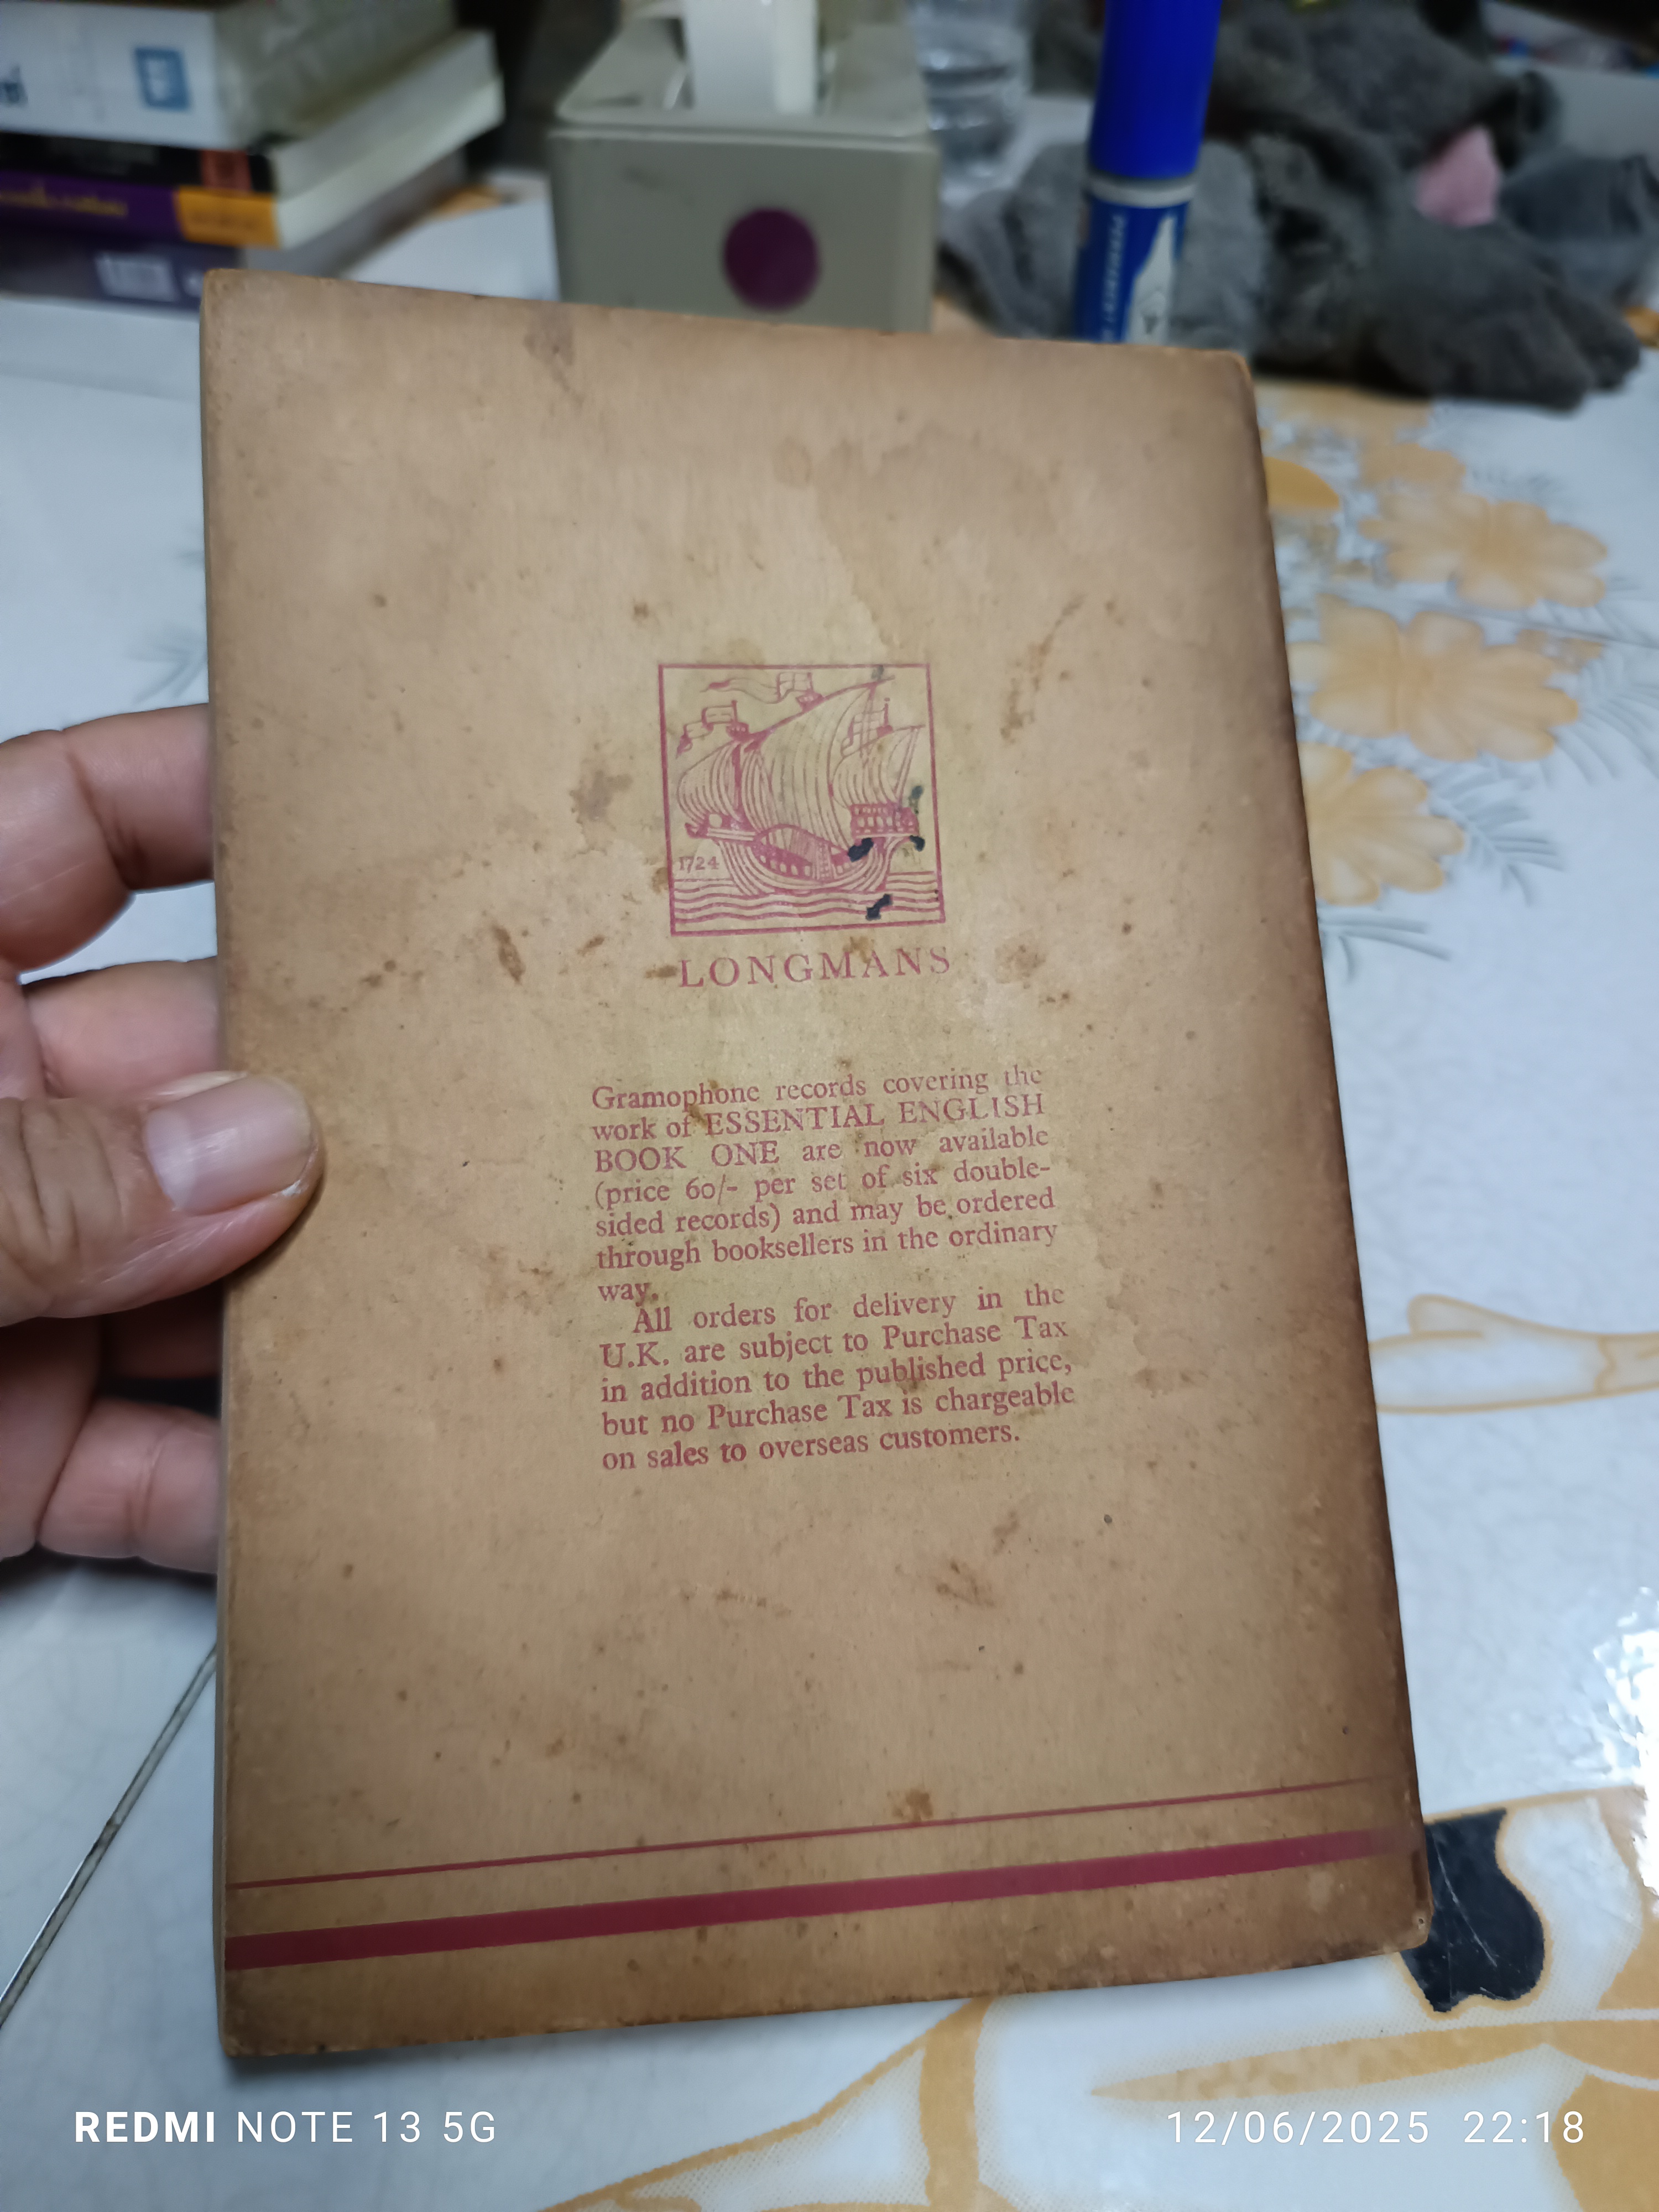 1724
LONGMANS
Gramophone records covering the
work of ESSENTIAL ENGLISH
BOOK ONE are now available
(price 60/- per set of six double-
sided records) and may be ordered
through booksellers in the ordinary
way.
All orders for delivery in the
U.K. are subject to Purchase Tax
in addition to the published price,
but no Purchase Tax is chargeable
on sales to overseas customers.
REDMI NOTE 13 5G
12/06/2025 22:18